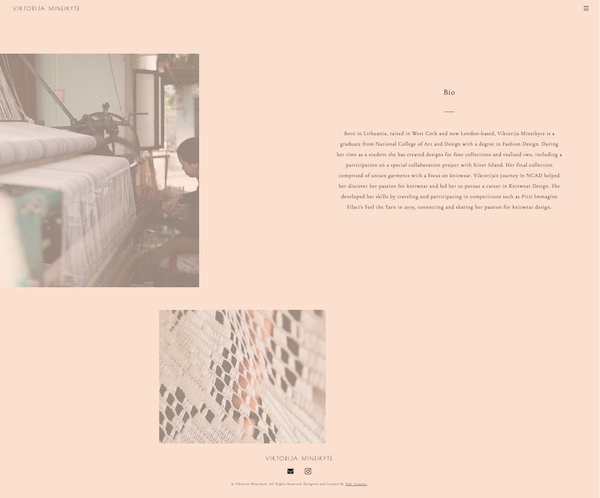 VIKTORIJA MINEIKYTĖ
Bio
Born in Lithuania, raised in West Cork and now London-based, Viktorija Mineikyte is a
graduate from National College of Art and Design with a degree in Fashion Design. During
her time as a student she has created designs for four collections and realised two, including a
participation on a special collaboration project with River Island. Her final collection
comprised of unisex garments with a focus on knitwear. Viktorija's journey in NCAD helped
her discover her passion for knitwear and led her to pursue a career in Knitwear Design. She
developed her skills by traveling and participating in competitions such as Pitti Immagine
Filati's Feel the Yarn in 2019, connecting and sharing her passion for knitwear design.
VIKTORIJA MINEIKYTĖ
© Viktorija Mineikyte. All Rights Reserved. Designed and Created By